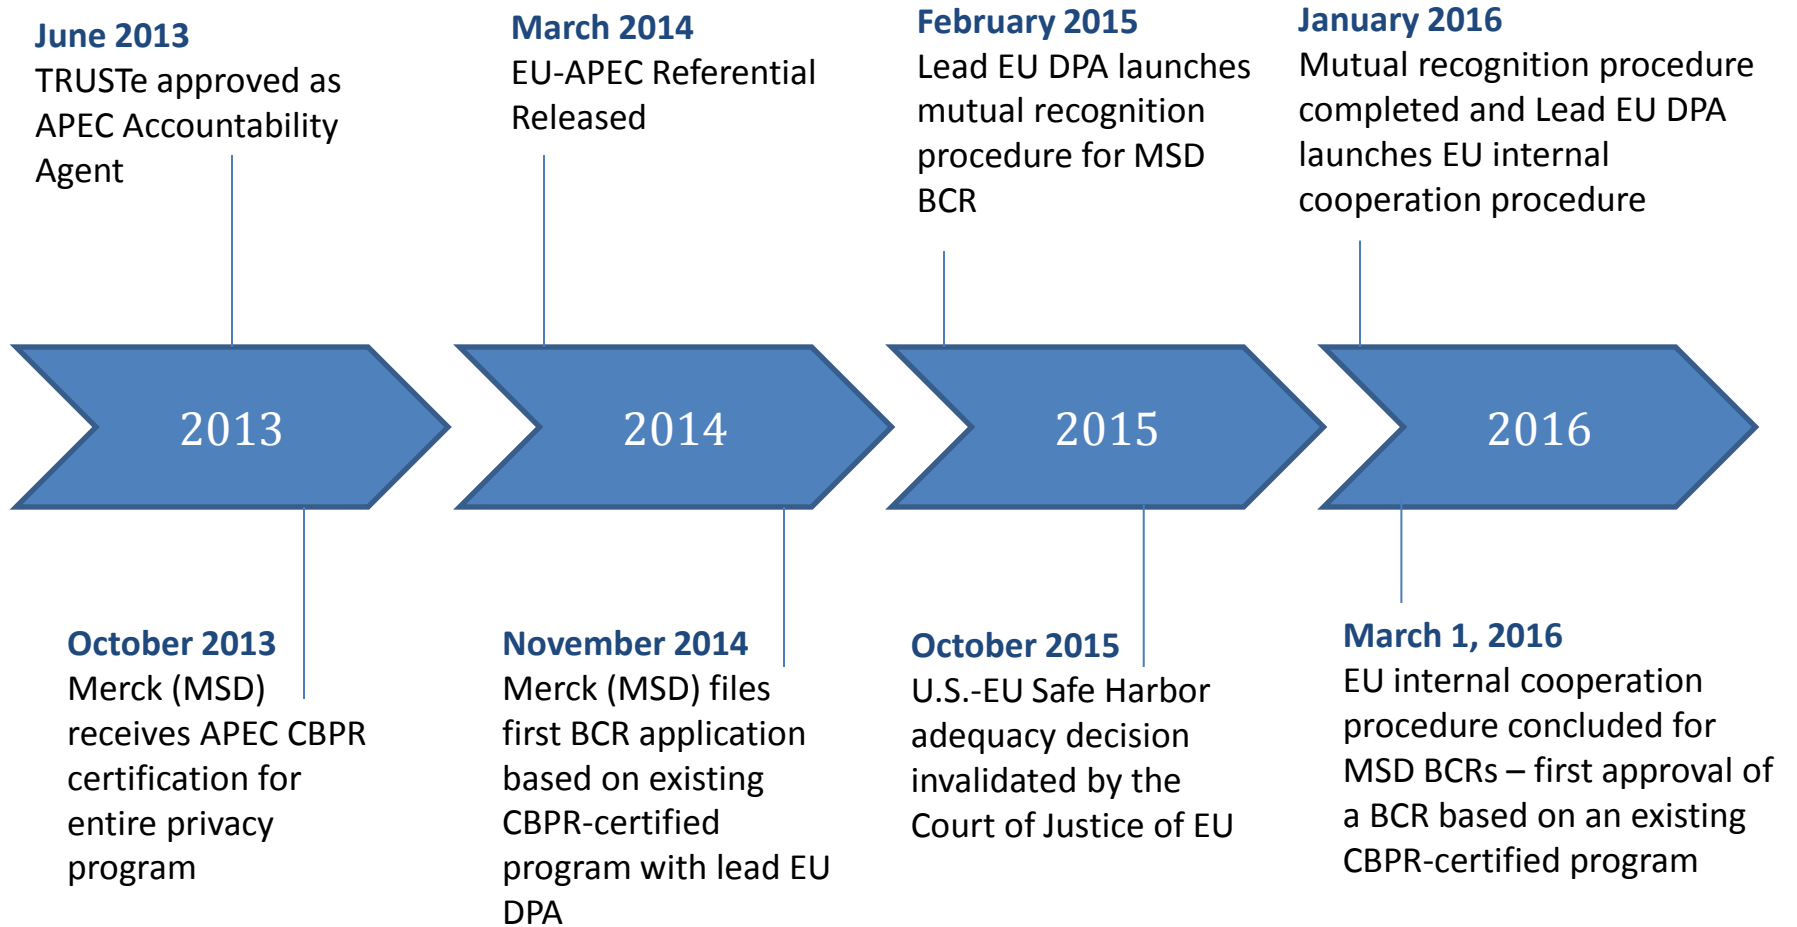 June 2013
TRUSTe approved as
APEC Accountability
Agent
March 2014
EU-APEC Referential
Released
February 2015
Lead EU DPA launches
mutual recognition
procedure for MSD
BCR
January 2016
Mutual recognition procedure
completed and Lead EU DPA
launches EU internal
cooperation procedure
2013
2014
2015
2016
October 2013
Merck (MSD)
receives APEC CBPR
certification for
entire privacy
program
November 2014
Merck (MSD) files
first BCR application
based on existing
CBPR-certified
program with lead EU
DPA
October 2015
U.S.-EU Safe Harbor
adequacy decision
invalidated by the
Court of Justice of EU
March 1, 2016
EU internal cooperation
procedure concluded for
MSD BCRs – first approval of
a BCR based on an existing
CBPR-certified program